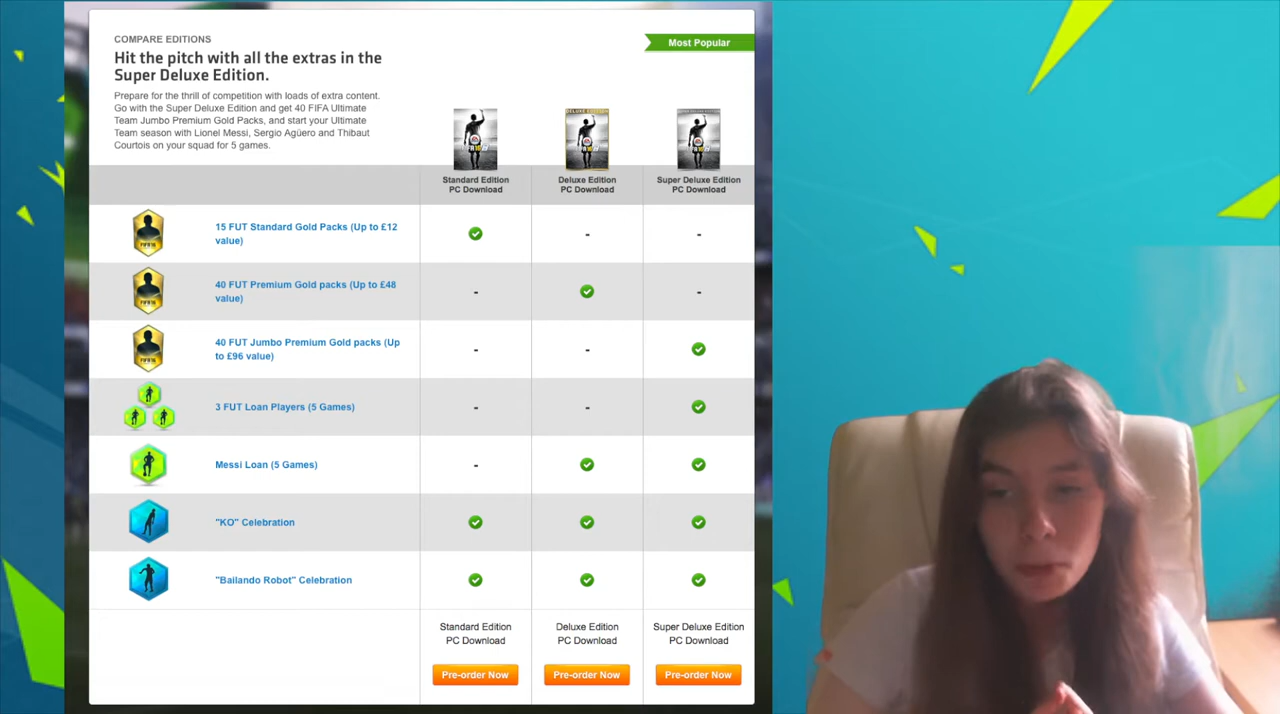 COMPARE EDITIONS
Hit the pitch with all the extras in the
Super Deluxe Edition.
Prepare for the thrill of competition with loads of extra content.
Go with the Super Deluxe Edition and get 40 FIFA Ultimate
Team Jumbo Premium Gold Packs, and start your Ultimate
Team season with Lionel Messi, Sergio Agüero and Thibaut
Courtois on your squad for 5 games.
Most Popular
Standard Edition
PC Download
Deluxe Edition
PC Download
Super Deluxe Edition
PC Download
15 FUT Standard Gold Packs (Up to £12
value)
-
-
40 FUT Premium Gold packs (Up to £48
value)
-
-
40 FUT Jumbo Premium Gold packs (Up
to £96 value)
-
-
3 FUT Loan Players (5 Games)
-
-
Messi Loan (5 Games)
-
"KO" Celebration
"Bailando Robot" Celebration
Standard Edition
PC Download
Deluxe Edition
PC Download
Super Deluxe Edition
PC Download
Pre-order Now
Pre-order Now
Pre-order Now